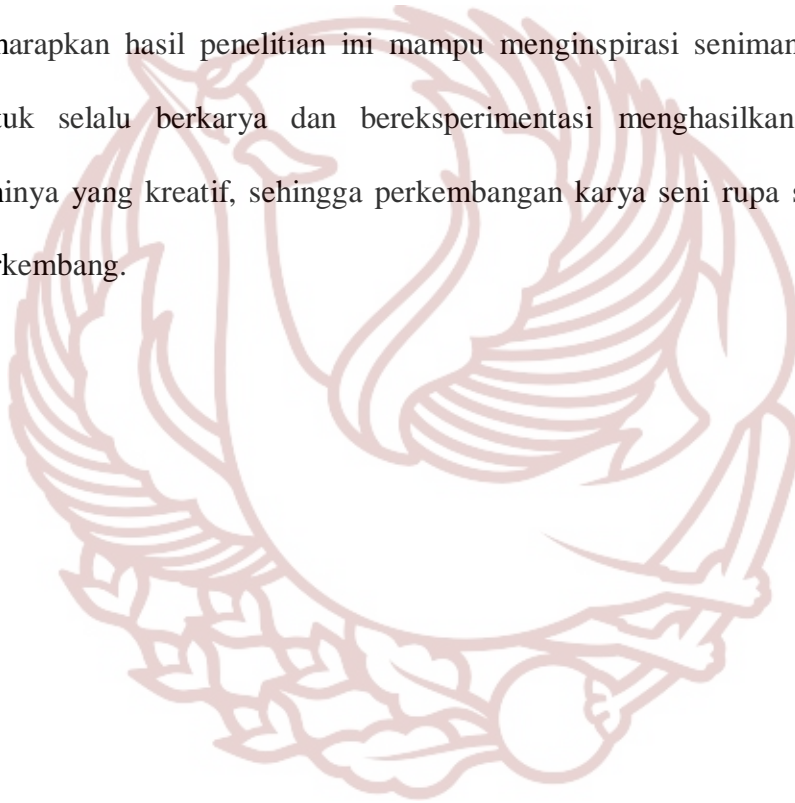 harapkan hasil penelitian ini mampu menginspirasi seniman
tuk selalu berkarya dan bereksperimentasi menghasilkan
ninya yang kreatif, sehingga perkembangan karya seni rupa
rkembang.